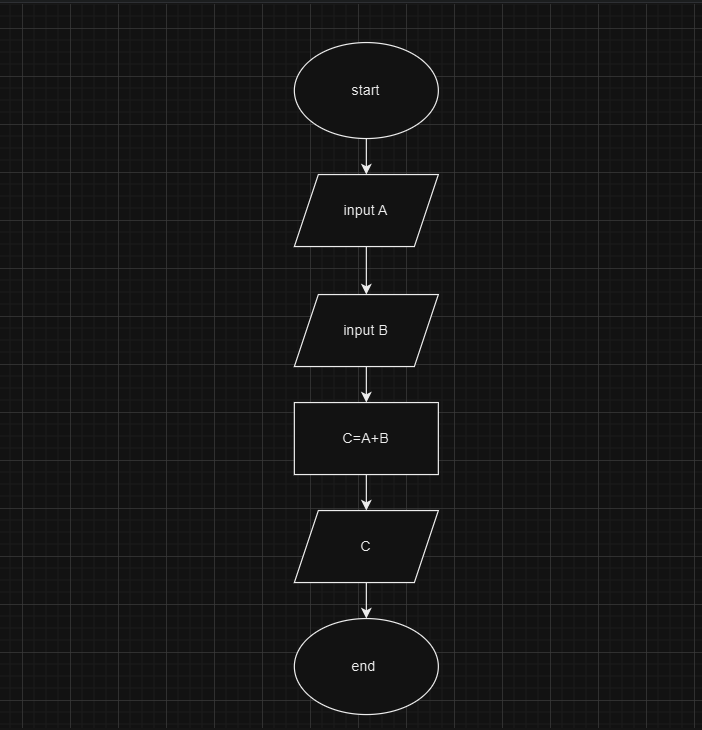 start
input A
input B
C=A+B
C
end